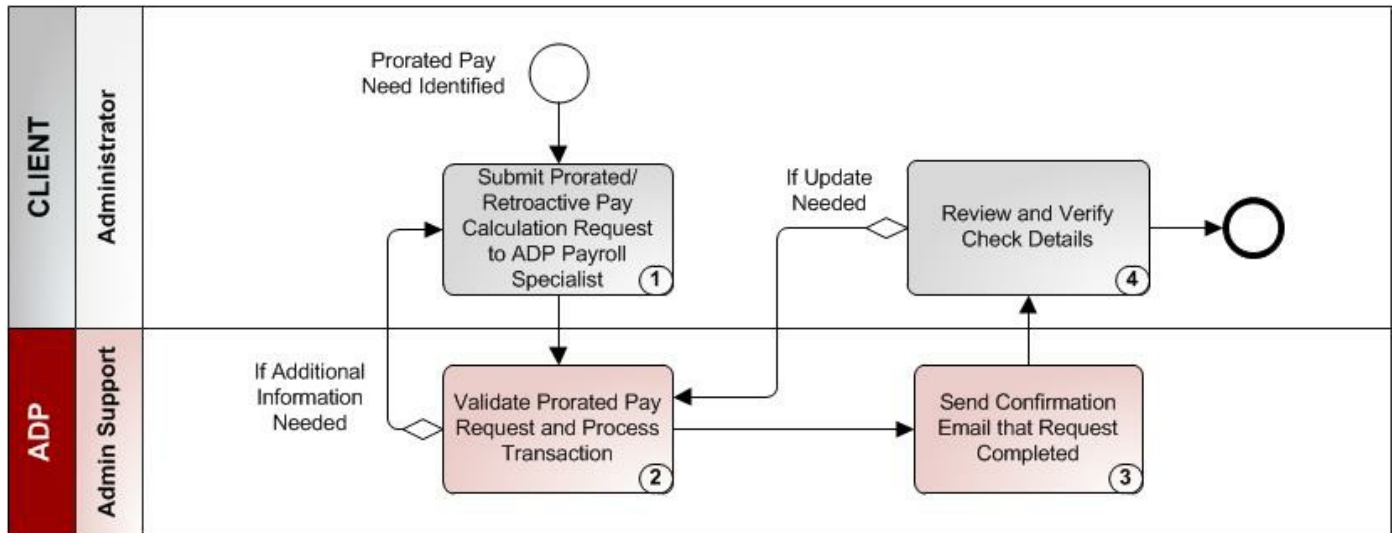 CLIENT
Administrator
Prorated Pay
Need Identified
Submit Prorated/
Retroactive Pay
Calculation Request
to ADP Payroll
Specialist
1
If Update
Needed
Review and Verify
Check Details
4
ADP
Admin Support
If Additional
Information
Needed
Validate Prorated Pay
Request and Process
Transaction
2
Send Confirmation
Email that Request
Completed
3